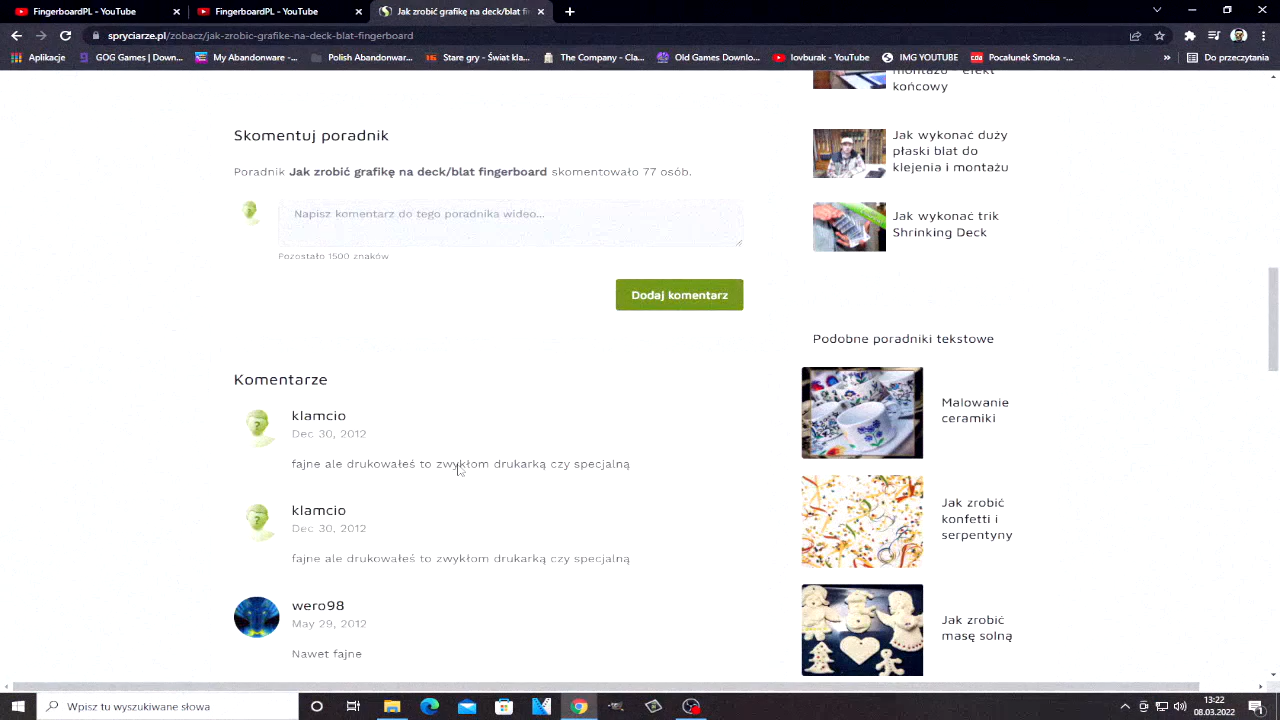 FingerboardPL - YouTube
FingerboardPL - YouTube
Jak zrobić grafikę na deck/blat fin
spryciarze.pl/zobacz/jak-zrobic-grafike-na-deck-blat-fingerboard
Aplikacje
GOG Games | Down...
My Abandonware -...
Polish Abandonwar...
Stare gry - Świat kla...
Old Games Downlo...
lovburak - YouTube
IMG SQUOTE
Pocałunek Smoka -...
»
Do przeczytania
montażu - efekt
końcowy
Skomentuj poradnik
Jak wykonać duży
płaski blat do
klejenia i montażu
Poradnik Jak zrobić grafikę na deck/blat fingerboard skomentowało 77 osób.
Napisz komentarz do tego poradnika wideo...
Jak wykonać trik
Shrinking Deck
Pozostało 1500 znaków
Dodaj komentarz
Podobne poradniki tekstowe
Komentarze
Malowanie
ceramiki
klamcio
Dec 30, 2012
fajne ale drukowałeś to zwykłom drukarką czy specjalną
klamcio
Dec 30, 2012
fajne ale drukowałeś to zwykłom drukarką czy specjalną
Jak zrobić
konfetti i
serpentyny
wero98
May 29, 2012
Nawet fajne
Jak zrobić
masę solną
Wpisz tu wyszukiwane słowa
13:22
08.03.2022